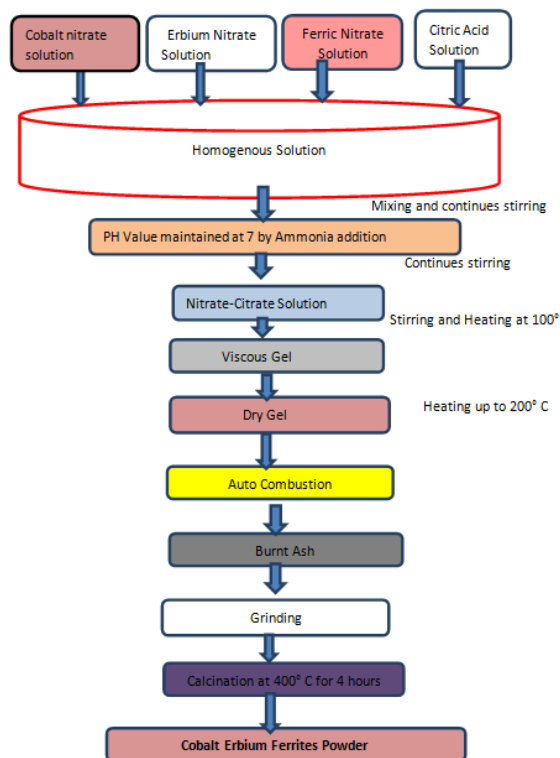 Cobalt nitrate
solution
Erbium Nitrate
Solution
Ferric Nitrate
Solution
Citric Acid
Solution
Homogenous Solution
Mixing and continues stirring
PH Value maintained at 7 by Ammonia addition
Continues stirring
Nitrate-Citrate Solution
Stirring and Heating at 100°
Viscous Gel
Dry Gel
Heating up to 200° C
Auto Combustion
Burnt Ash
Grinding
Calcination at 400° C for 4 hours
Cobalt Erbium Ferrites Powder